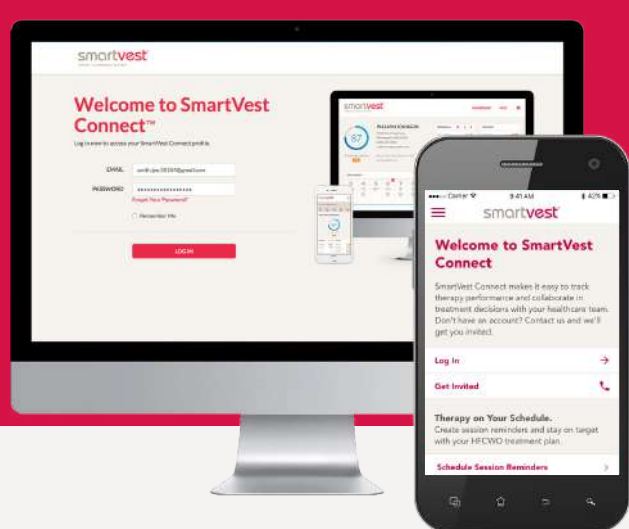 smartvest
Welcome to SmartVest
Connect™
Log in now to access your SmartVest Connect profile.
EMAIL
PASSWORD
Forgot Your Password?
Remember Me
LOG IN
smartvest
87
smartvest
Carrier
9:41 AM
42%
smartvest
Welcome to SmartVest
Connect
SmartVest Connect makes it easy to track
therapy performance and collaborate in
treatment decisions with your healthcare team.
Don't have an account? Contact us and we'll
get you invited.
Log In
Get Invited
Therapy on Your Schedule.
Create session reminders and stay on target
with your HFCWO treatment plan.
Schedule Session Reminders